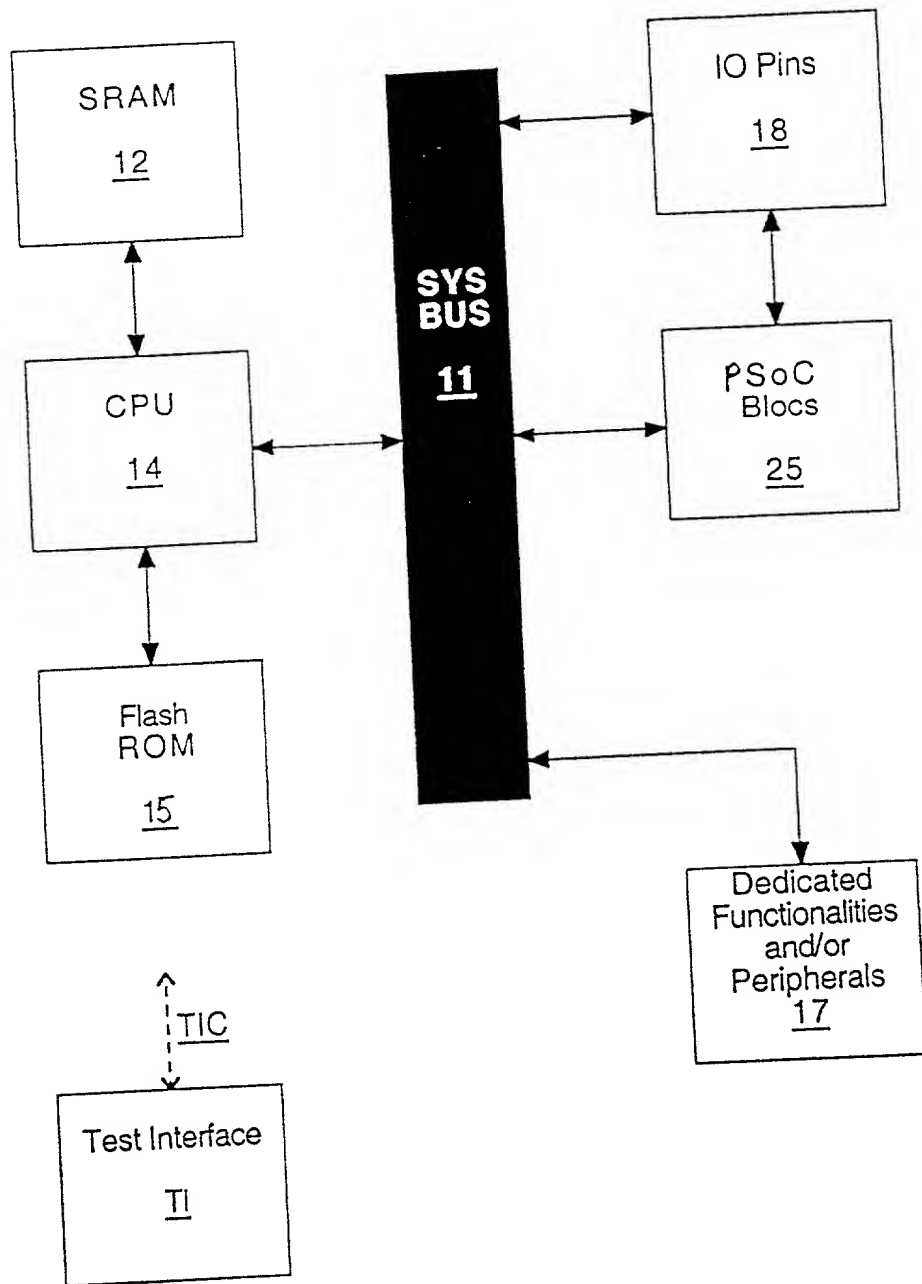 SRAM
12
IO Pins
18
SYS
BUS
11
CPU
14
PSoC
Blocs
25
Flash
ROM
15
Dedicated
Functionalities
and/or
Peripherals
17
TIC
Test Interface
TI